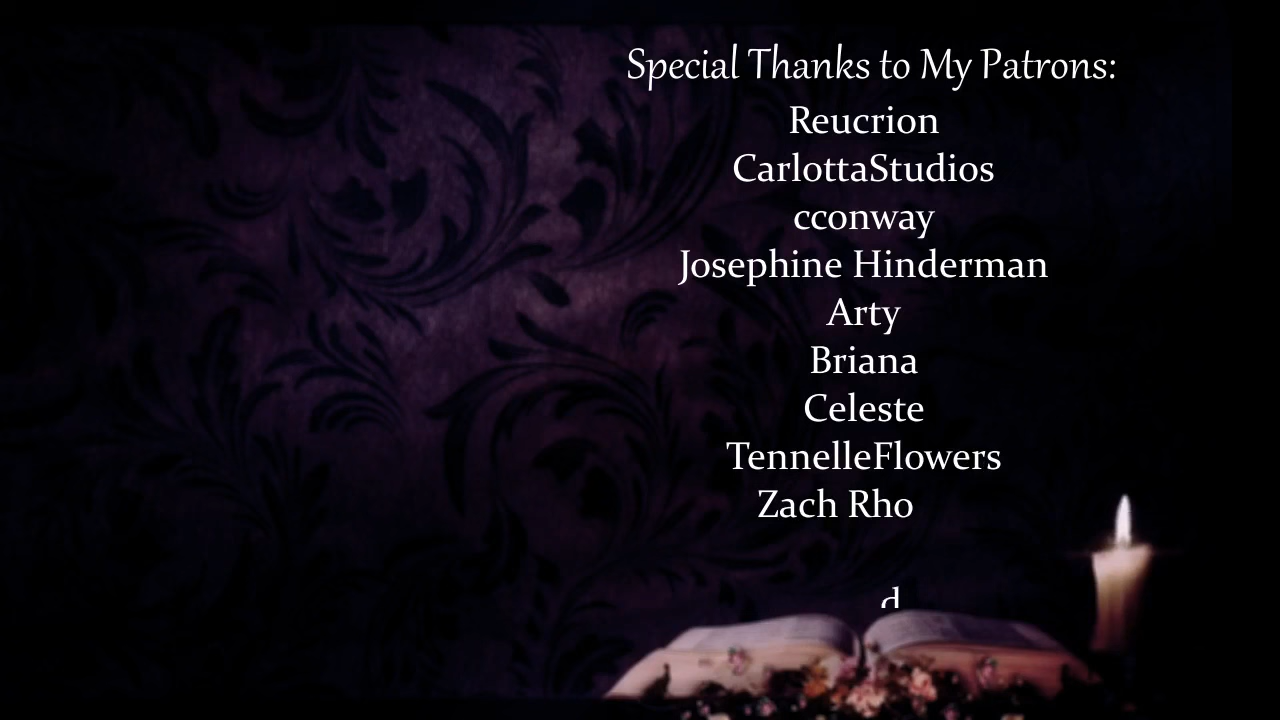 Special Thanks to My Patrons:
Reucrion
CarlottaStudios
cconway
Josephine Hinderman
Arty
Briana
Celeste
TennelleFlowers
Zach Rho
d